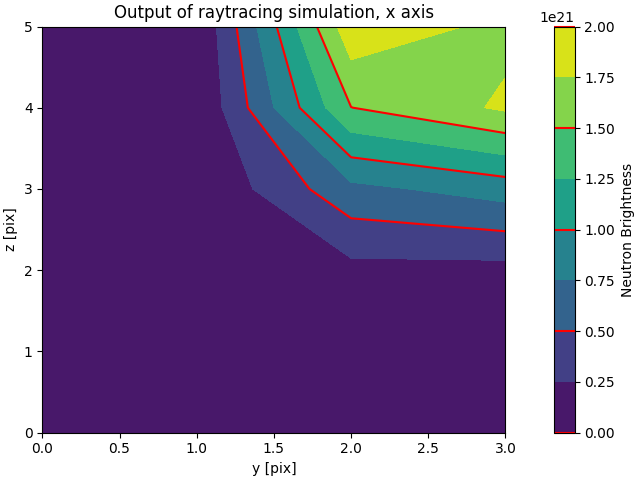 Output of raytracing simulation, x axis
1e21
5
4
3
2
1
0
z [pix]
0.0 0.5 1.0 1.5 2.0 2.5 3.0
y [pix]
2.00
1.75
1.50
1.25
1.00
0.75
0.50
0.25
0.00
Neutron Brightness